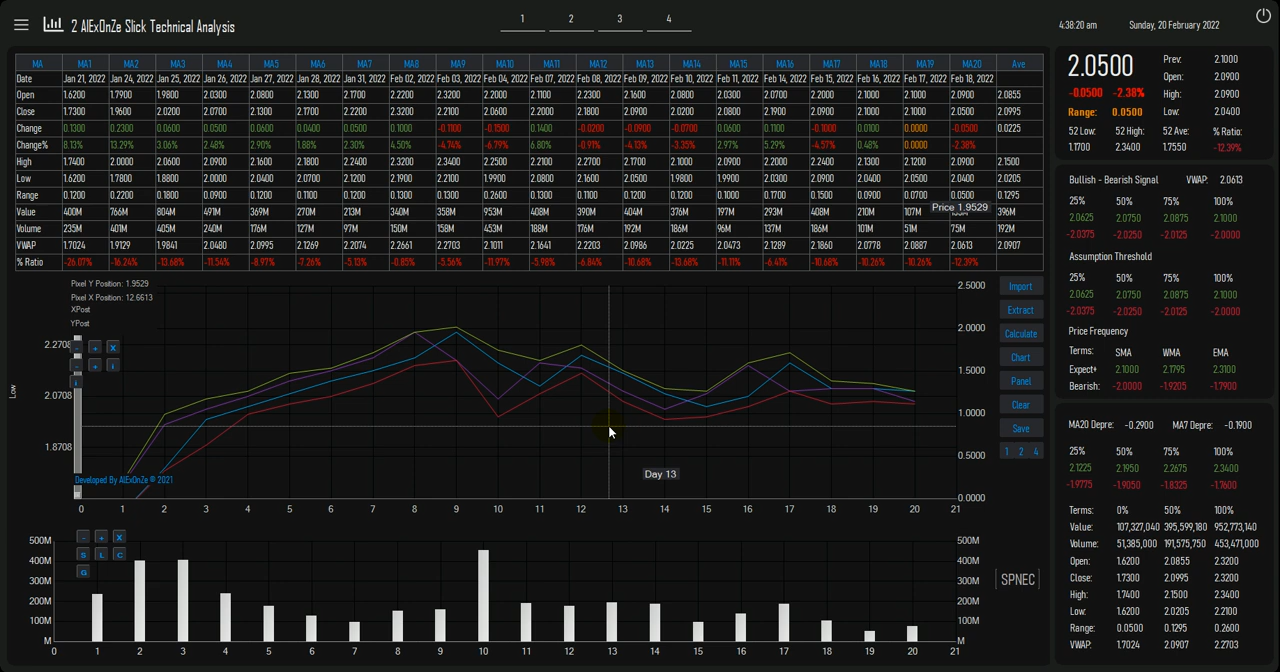 2 AlExOnZe Slick Technical Analysis
1 2 3 4
4:38:20 am Sunday, 20 February 2022
MA MA1 MA2 MA3 MA4 MA5 MA6 MA7 MA8 MA9 MA10 MA11 MA12 MA13 MA14 MA15 MA16 MA17 MA18 MA19 MA20 Ave
Date Jan 21, 2022 Jan 24, 2022 Jan 25, 2022 Jan 26, 2022 Jan 27, 2022 Jan 28, 2022 Jan 31, 2022 Feb 02, 2022 Feb 03, 2022 Feb 04, 2022 Feb 07, 2022 Feb 08, 2022 Feb 09, 2022 Feb 10, 2022 Feb 11, 2022 Feb 14, 2022 Feb 15, 2022 Feb 16, 2022 Feb 17, 2022 Feb 18, 2022
Open 1.6200 1.7900 1.9800 2.0300 2.0800 2.1300 2.1700 2.2200 2.3200 2.2000 2.1100 2.2300 2.1600 2.0800 2.0300 2.0700 2.2000 2.1000 2.1000 2.0900 2.0855
Close 1.7300 1.9600 2.0200 2.0700 2.1300 2.1700 2.2200 2.3200 2.2100 2.0600 2.2000 2.1800 2.0900 2.0200 2.0800 2.1900 2.0900 2.1000 2.1000 2.0500 2.0995
Change 0.1300 0.2300 0.0600 0.0500 0.0600 0.0400 0.0500 0.1000 -0.1100 -0.1500 0.1400 -0.0200 -0.0900 -0.0700 0.0600 0.1100 -0.1000 0.0100 0.0000 -0.0500 0.0225
Change% 8.13% 13.29% 3.06% 2.48% 2.90% 1.88% 2.30% 4.50% -4.74% -6.79% 6.80% -0.91% -4.13% -3.35% 2.97% 5.29% -4.57% 0.48% 0.0000 -2.38%
High 1.7400 2.0000 2.0600 2.0900 2.1600 2.1800 2.2400 2.3200 2.3400 2.2500 2.2100 2.2700 2.1700 2.1000 2.0900 2.2000 2.2400 2.1300 2.1200 2.0900 2.1500
Low 1.6200 1.7800 1.8800 2.0000 2.0400 2.0700 2.1200 2.1900 2.2100 1.9900 2.0800 2.1600 2.0500 1.9800 1.9900 2.0300 2.0900 2.0400 2.0500 2.0400 2.0205
Range 0.1200 0.2200 0.1800 0.0900 0.1200 0.1100 0.1200 0.1300 0.1300 0.2600 0.1300 0.1100 0.1200 0.1200 0.1000 0.1700 0.1500 0.0900 0.0700 0.0500 0.1295
Price 1.9529
Value 400M 766M 804M 491M 369M 270M 213M 340M 358M 953M 408M 390M 404M 376M 197M 293M 408M 210M 107M 396M
Volume 235M 401M 405M 240M 176M 127M 97M 150M 158M 453M 188M 176M 192M 186M 96M 137M 186M 101M 51M 75M 192M
VWAP 1.7024 1.9129 1.9841 2.0480 2.0995 2.1269 2.2074 2.2661 2.2703 2.1011 2.1641 2.2203 2.0986 2.0225 2.0473 2.1289 2.1860 2.0778 2.0887 2.0613 2.0907
% Ratio -26.07% -16.24% -13.68% -11.54% -8.97% -7.26% -5.13% -0.85% -5.56% -11.97% -5.98% -6.84% -10.68% -13.68% -11.11% -6.41% -10.68% -10.26% -10.26% -12.39%
Pixel Y Position: 1.9529
Pixel X Position: 12.6613
XPost
YPost
2.2708
2.0708
1.8708
Low
- + X
- + i
i
2.5000
2.0000
1.5000
1.0000
0.5000
0.0000
Day 13
Developed By AlExOnZe © 2021
0 1 2 3 4 5 6 7 8 9 10 11 12 13 14 15 16 17 18 19 20 21
Import
Extract
Calculate
Chart
Panel
Clear
Save
1 2 4
- + X
S L C
G
500M
400M
300M
200M
100M
M
500M
400M
300M
200M
100M
M
0 1 2 3 4 5 6 7 8 9 10 11 12 13 14 15 16 17 18 19 20 21
SPNEC
2.0500 Prev: 2.1000
Open: 2.0900
-0.0500 -2.38% High: 2.0900
Range: 0.0500 Low: 2.0400
52 Low: 52 High: 52 Ave: % Ratio:
1.1700 2.3400 1.7550 -12.39%
Bullish - Bearish Signal VWAP: 2.0613
25% 50% 75% 100%
2.0625 2.0750 2.0875 2.1000
-2.0375 -2.0250 -2.0125 -2.0000
Assumption Threshold
25% 50% 75% 100%
2.0625 2.0750 2.0875 2.1000
-2.0375 -2.0250 -2.0125 -2.0000
Price Frequency
Terms: SMA WMA EMA
Expect+ 2.1000 2.1795 2.3100
Bearish: -2.0000 -1.9205 -1.7900
MA20 Depre: -0.2900 MA7 Depre: -0.1900
25% 50% 75% 100%
2.1225 2.1950 2.2675 2.3400
-1.9775 -1.9050 -1.8325 -1.7600
Terms: 0% 50% 100%
Value: 107,327,040 395,599,180 952,773,140
Volume: 51,385,000 191,575,750 453,471,000
Open: 1.6200 2.0855 2.3200
Close: 1.7300 2.0995 2.3200
High: 1.7400 2.1500 2.3400
Low: 1.6200 2.0205 2.2100
Range: 0.0500 0.1295 0.2600
VWAP: 1.7024 2.0907 2.2703